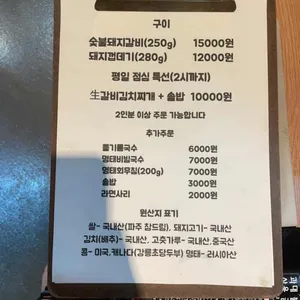 구이
숯불돼지갈비(250g) 15000원
돼지껍데기(280g) 12000원
평일 점심 특선(2시까지)
生갈비김치찌개 + 솥밥 10000원
2인분 이상 주문 가능합니다
추가주문
들기름국수 6000원
명태비빔국수 7000원
명태회무침(200g) 7000원
솥밥 3000원
라면사리 2000원
원산지 표기
쌀- 국내산(파주 참드림), 돼지고기- 국내산
김치(배추)- 국내산, 고춧가루- 국내산, 중국산
콩- 미국,캐나다(강릉초당두부) 명태- 러시아산